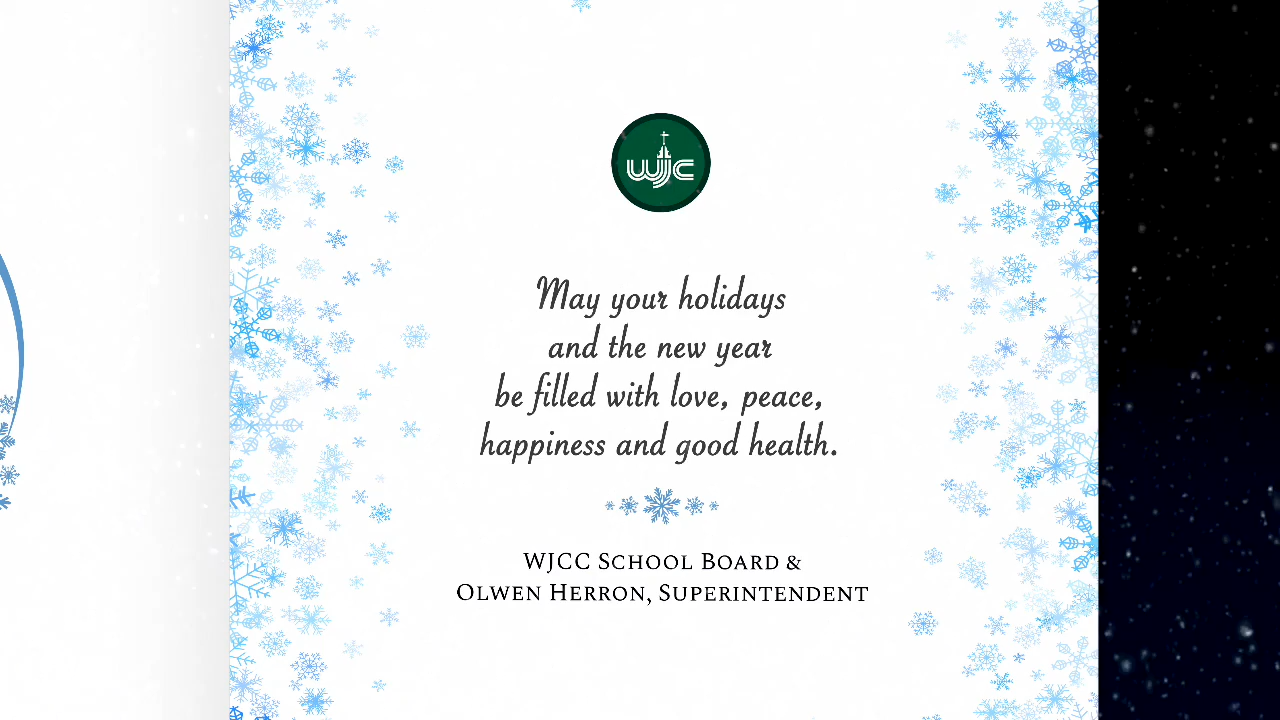 wjc
May your holidays
and the new year
be filled with love, peace,
happiness and good health.
WJCC SCHOOL BOARD &
OLWEN HERRON, SUPERINTENDENT